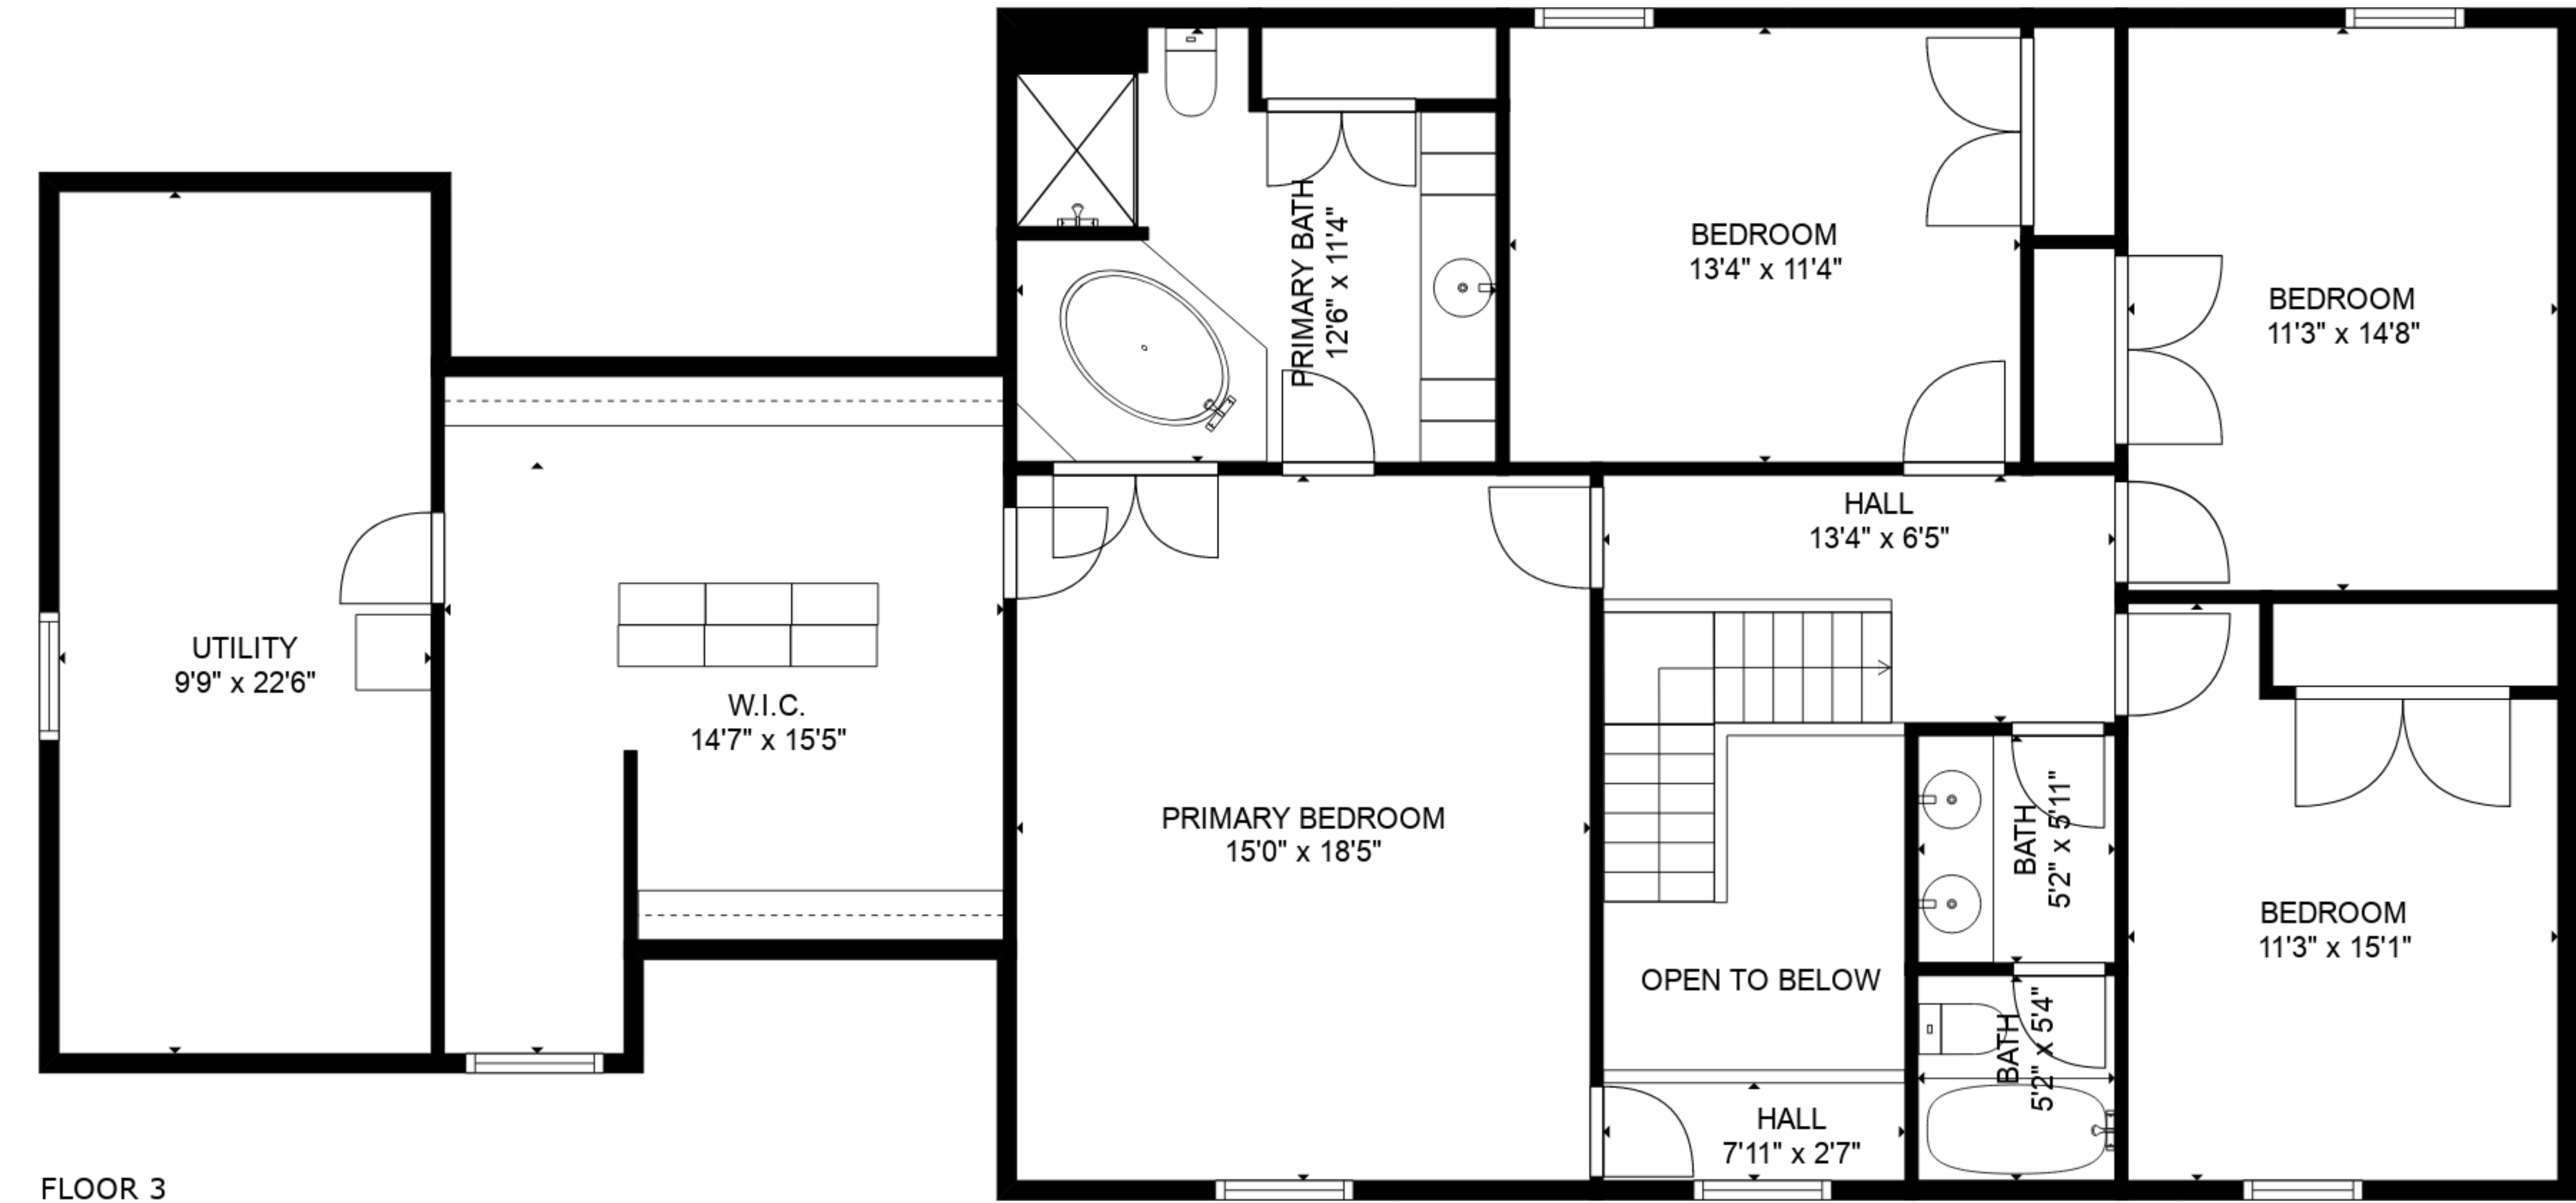 PRIMARY BATH
12'6" x 11'4"
BEDROOM
13'4" x 11'4"
BEDROOM
11'3" x 14'8"
HALL
13'4" x 6'5"
UTILITY
9'9" x 22'6"
W.I.C.
14'7" x 15'5"
PRIMARY BEDROOM
15'0" x 18'5"
BATH
5'2" x 5'11"
BEDROOM
11'3" x 15'1"
OPEN TO BELOW
BATH
5'2" x 5'4"
HALL
7'11" x 2'7"
FLOOR 3